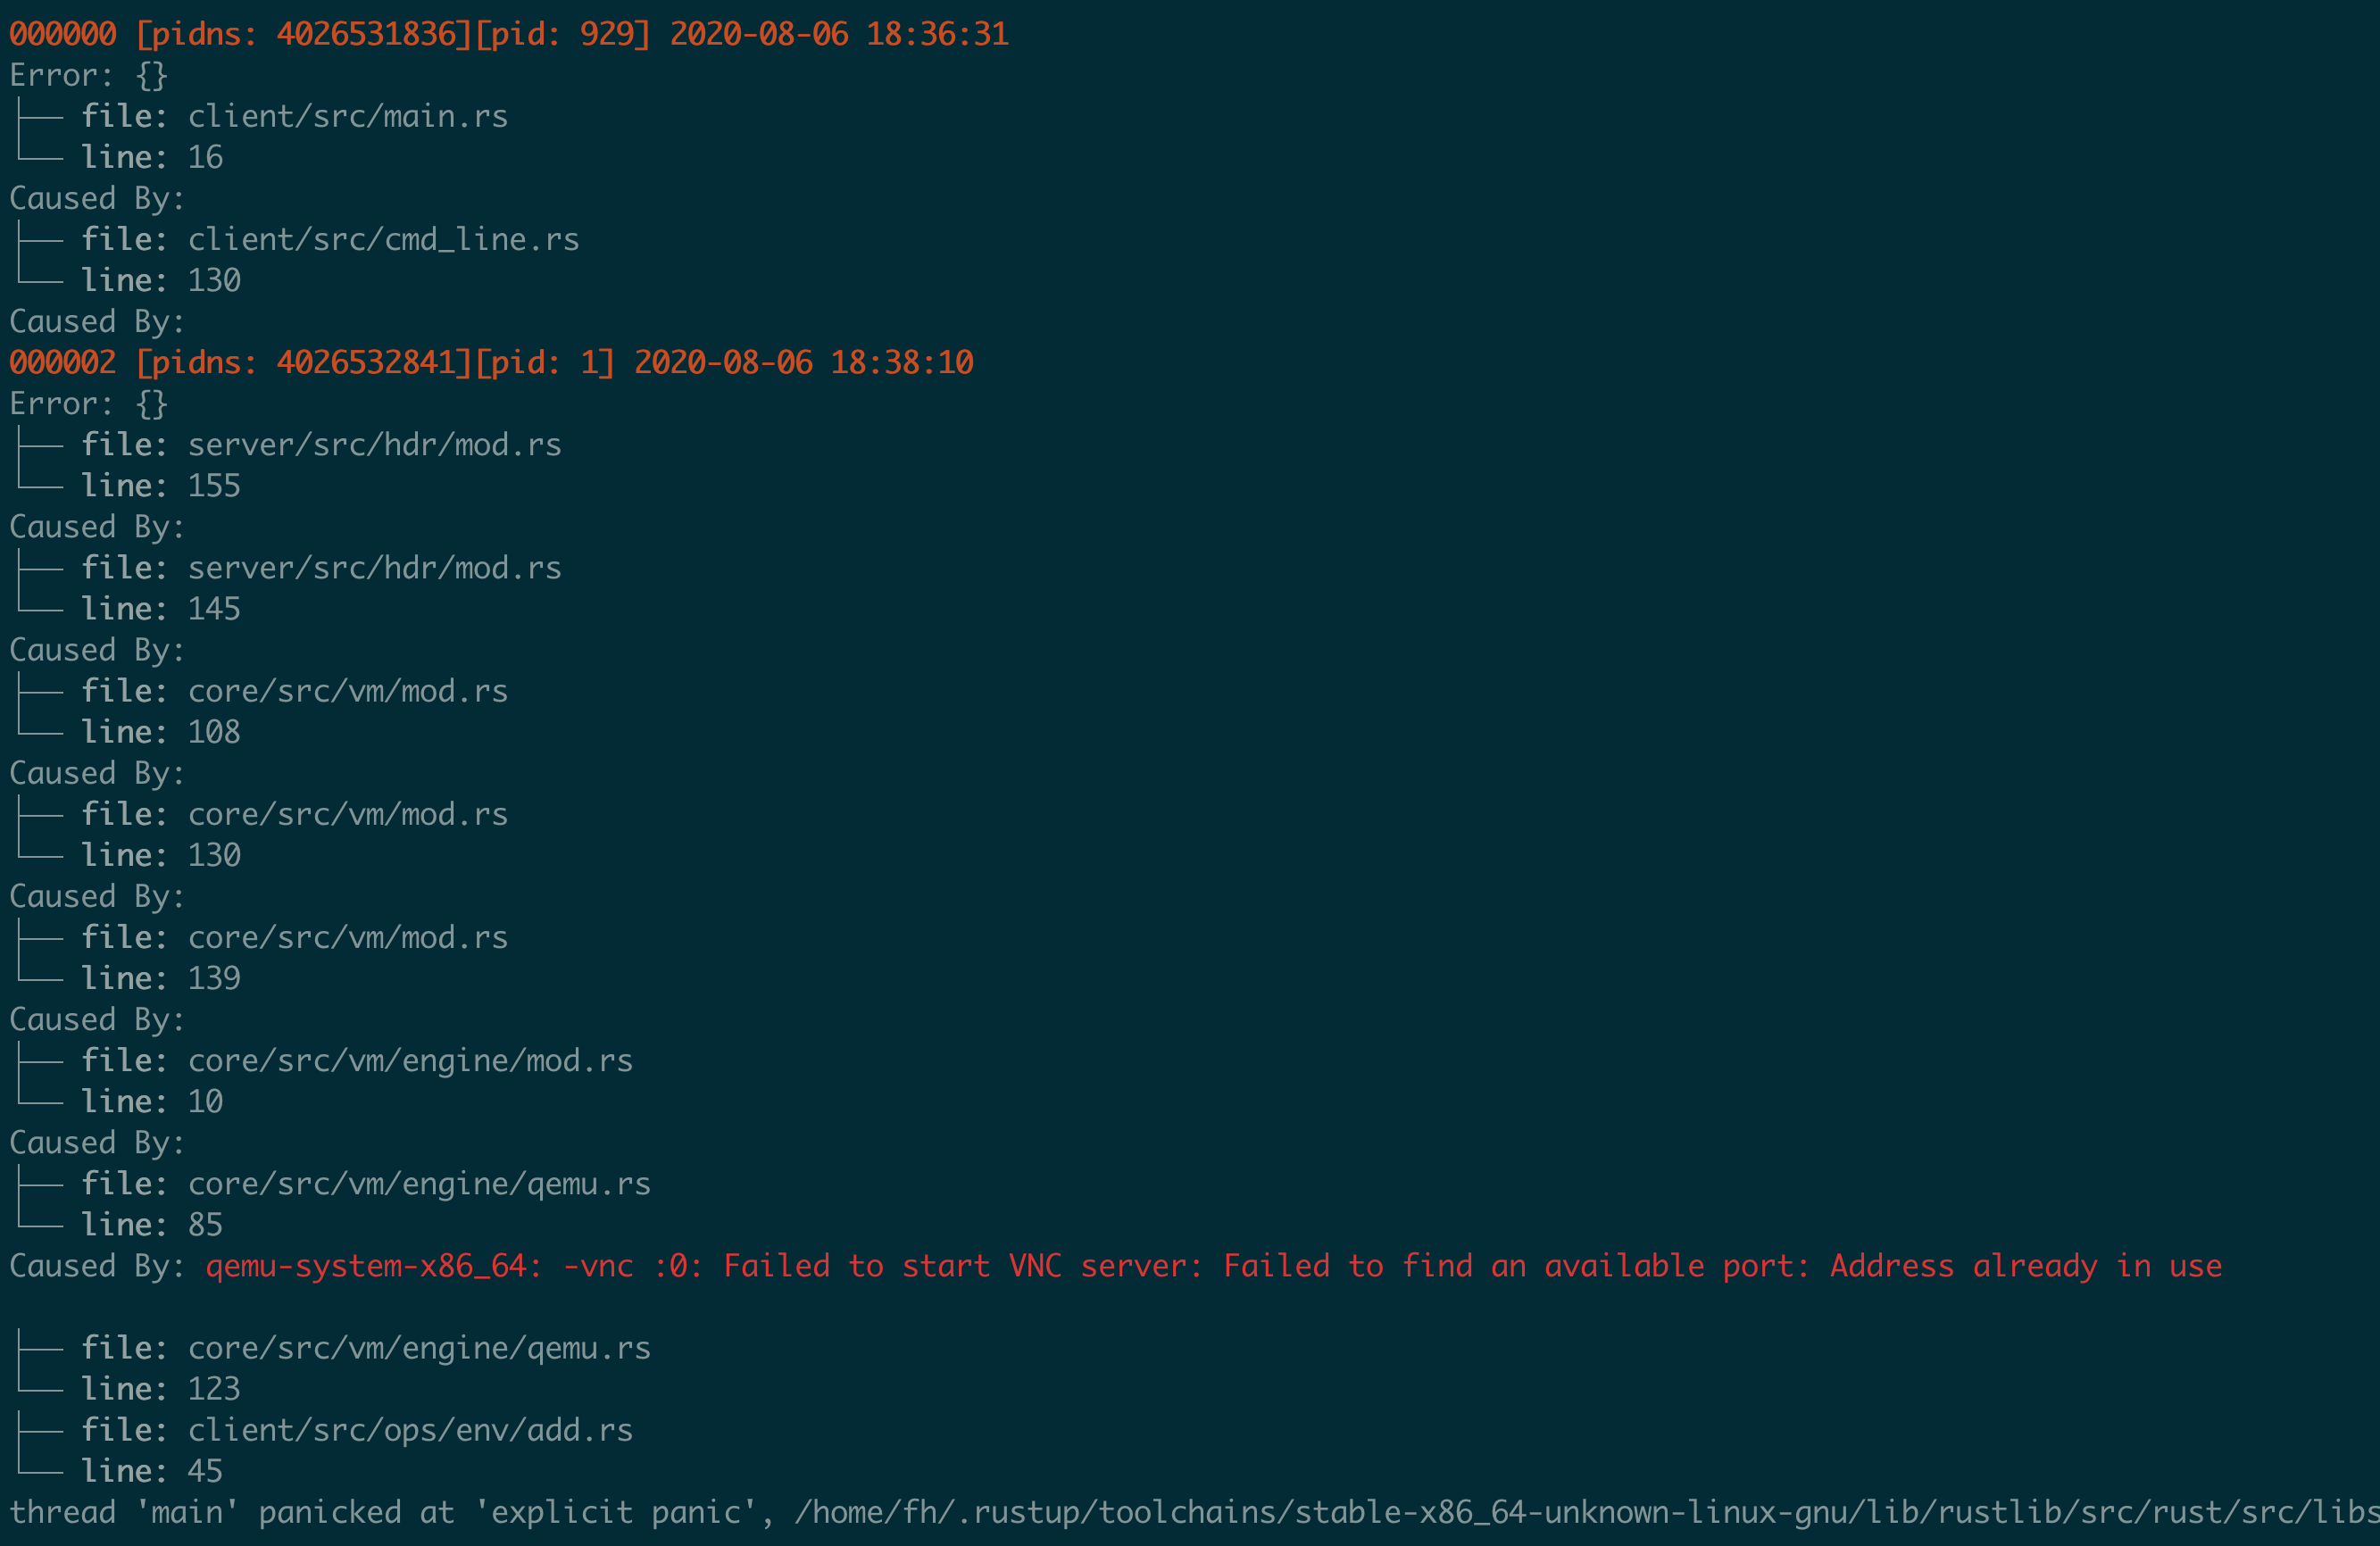 000000 [pidns: 4026531836][pid: 929] 2020-08-06 18:36:31
Error: {}
├── file: client/src/main.rs
└── line: 16
Caused By:
├── file: client/src/cmd_line.rs
└── line: 130
Caused By:
000002 [pidns: 4026532841][pid: 1] 2020-08-06 18:38:10
Error: {}
├── file: server/src/hdr/mod.rs
└── line: 155
Caused By:
├── file: server/src/hdr/mod.rs
└── line: 145
Caused By:
├── file: core/src/vm/mod.rs
└── line: 108
Caused By:
├── file: core/src/vm/mod.rs
└── line: 130
Caused By:
├── file: core/src/vm/mod.rs
└── line: 139
Caused By:
├── file: core/src/vm/engine/mod.rs
└── line: 10
Caused By:
├── file: core/src/vm/engine/qemu.rs
└── line: 85
Caused By: qemu-system-x86_64: -vnc :0: Failed to start VNC server: Failed to find an available port: Address already in use
├── file: core/src/vm/engine/qemu.rs
└── line: 123
├── file: client/src/ops/env/add.rs
└── line: 45
thread 'main' panicked at 'explicit panic', /home/fh/.rustup/toolchains/stable-x86_64-unknown-linux-gnu/lib/rustlib/src/rust/src/libs